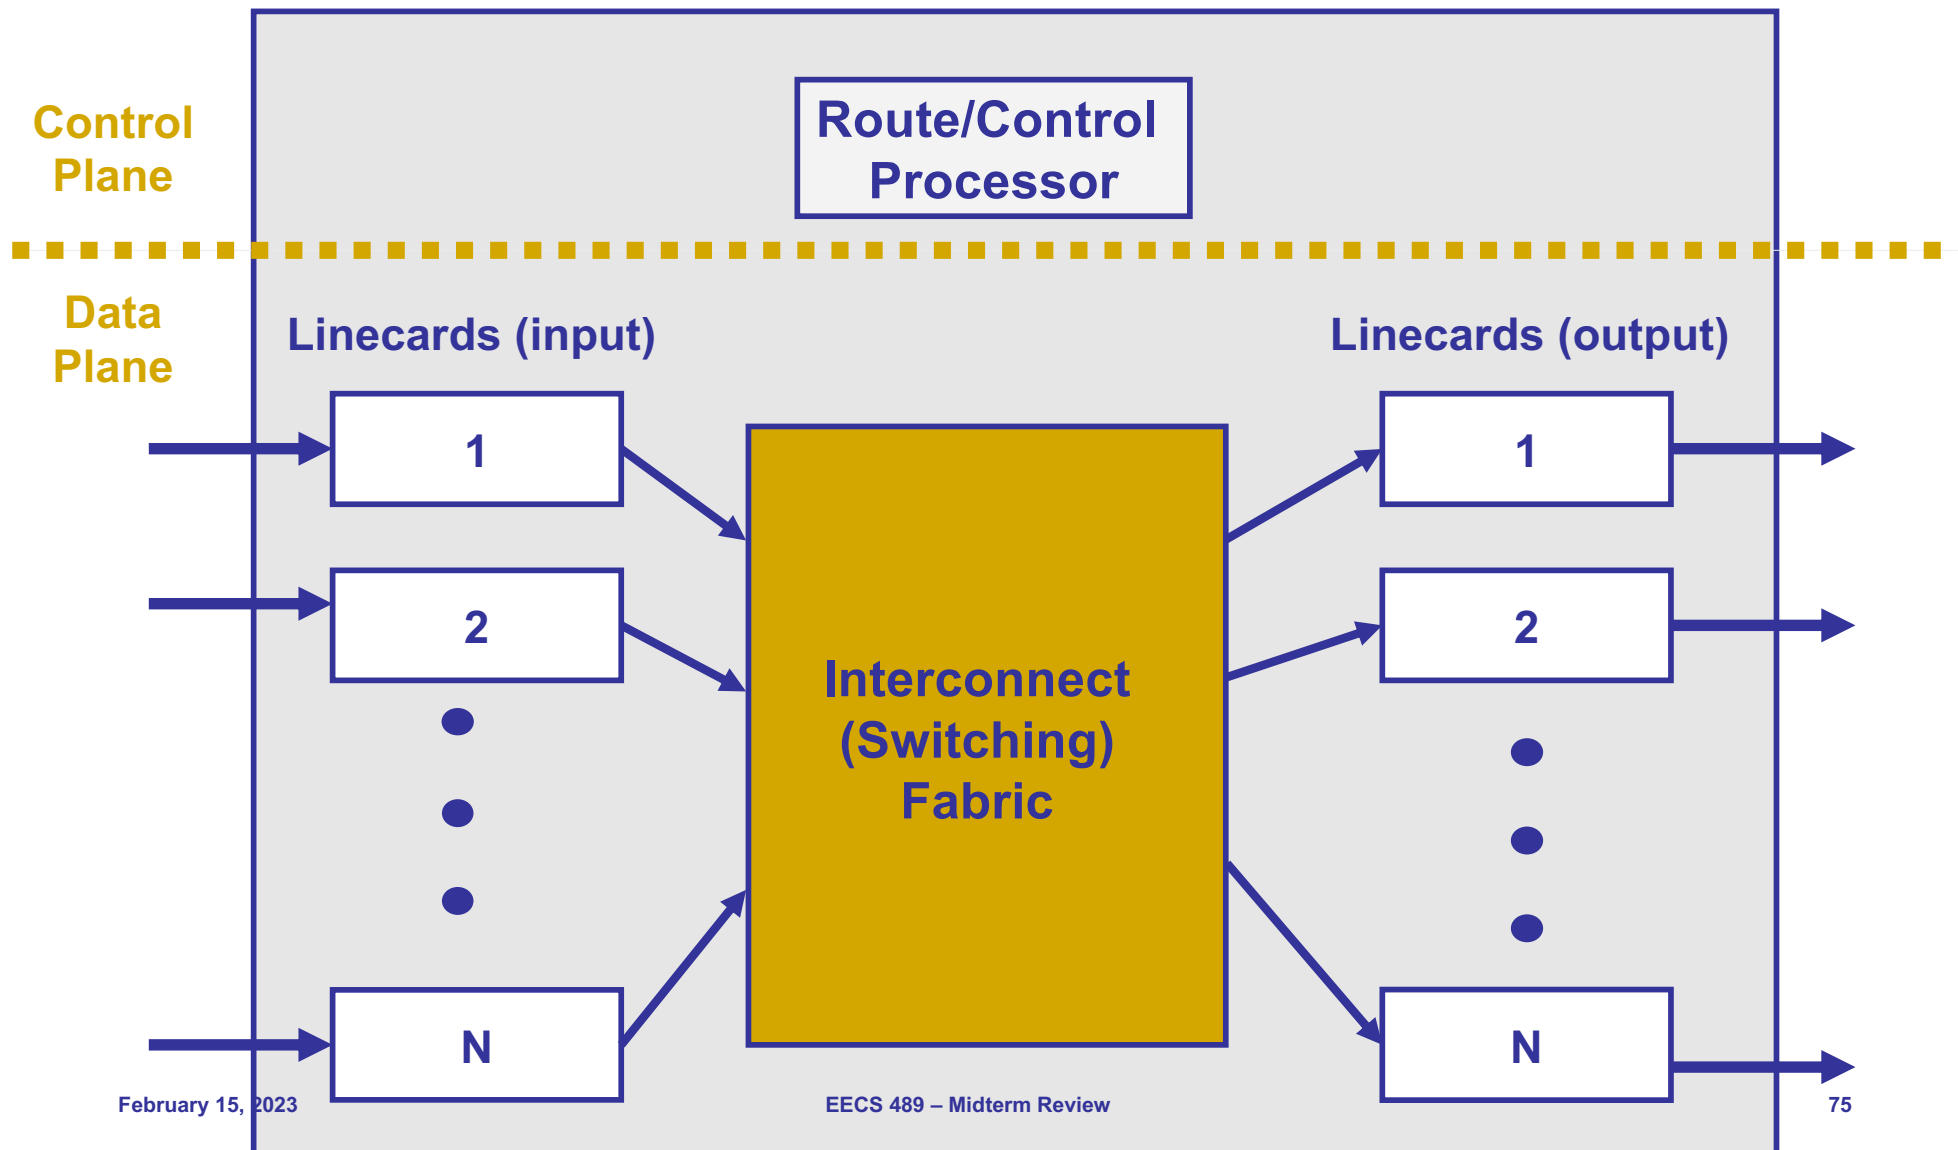 Control
Plane
Route/Control
Processor
Data
Plane
Linecards (input)
Linecards (output)
1
1
2
2
Interconnect
(Switching)
Fabric
N
N
February 15, 2023
EECS 489 – Midterm Review
75